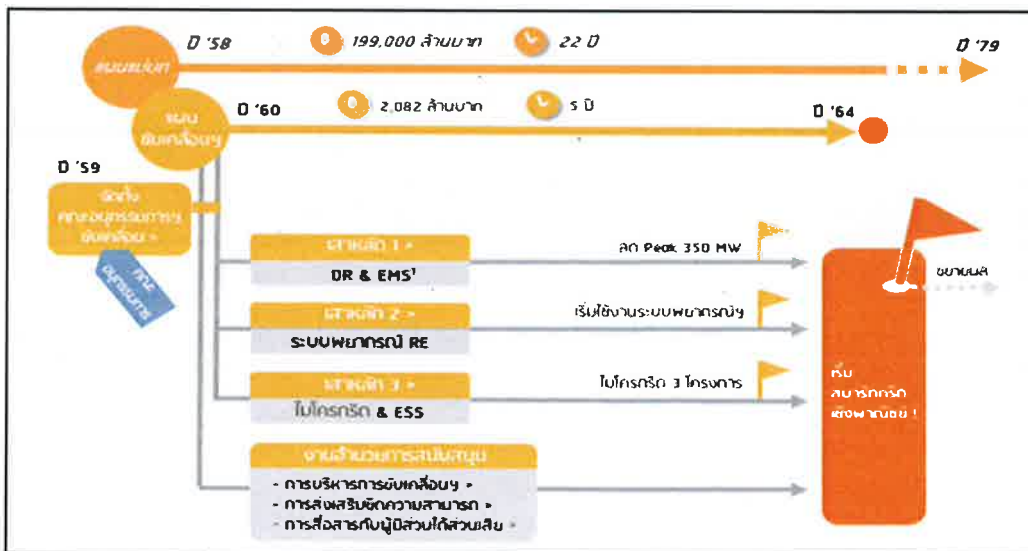 ปี '58
199,000 ล้านบาท
22 ปี
ปี '79
แผนแม่บท
ปี '60
2,082 ล้านบาท
5 ปี
ปี '64
แผน
ขับเคลื่อนฯ
ปี '59
จัดตั้ง
คณะอนุกรรมการฯ
ขับเคลื่อน »
คณะ
อนุกรรมการ
เสาหลัก 1 »
DR & EMS¹
ลด Peak 350 MW
เสาหลัก 2 »
ระบบพยากรณ์ RE
เริ่มใช้งานระบบพยากรณ์ฯ
เสาหลัก 3 »
ไมโครกริด & ESS
ไมโครกริด 3 โครงการ
งานอำนวยการสนับสนุน
- การบริหารการขับเคลื่อนฯ »
- การส่งเสริมขีดความสามารถ »
- การสื่อสารกับผู้มีส่วนได้ส่วนเสีย »
ขยายผล
เริ่ม
สมาร์ทกริด
เชิงพาณิชย์ !